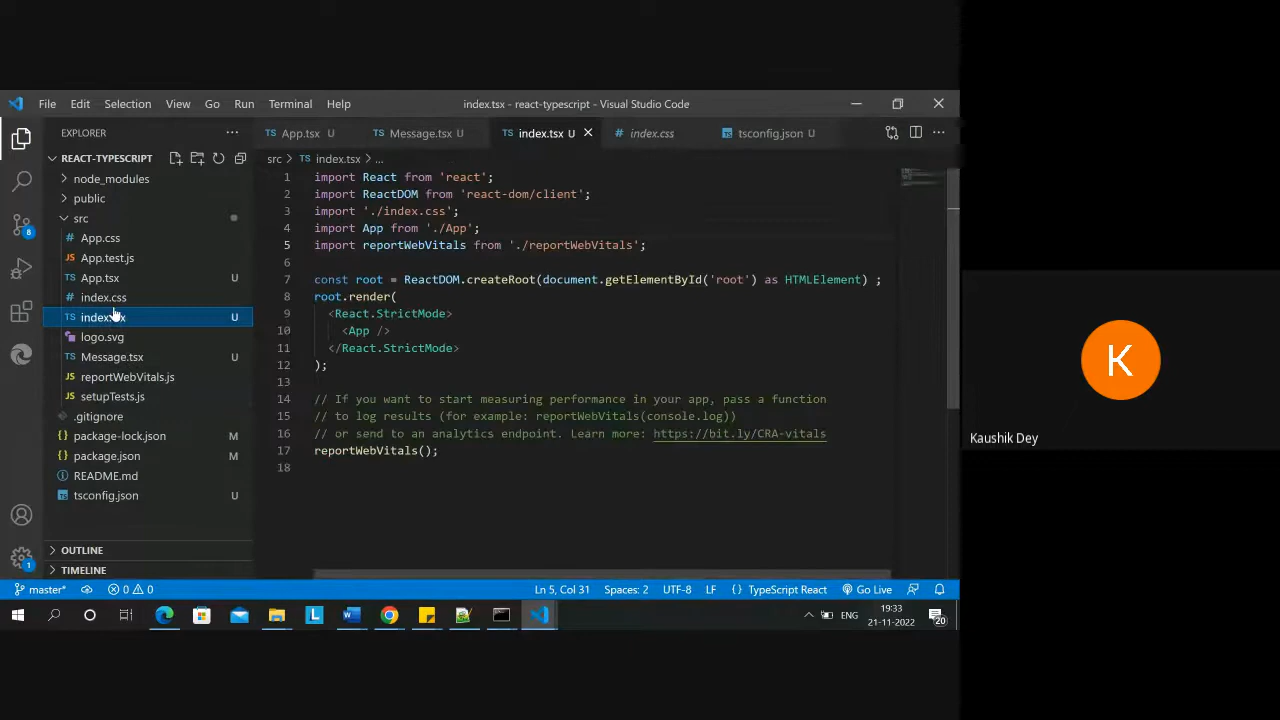 File Edit Selection View Go Run Terminal Help index.tsx - react-typescript - Visual Studio Code
EXPLORER
REACT-TYPESCRIPT
node_modules
public
src
# App.css
JS App.test.js
TS App.tsx U
# index.css
TS index.tsx U
logo.svg
TS Message.tsx U
JS reportWebVitals.js
JS setupTests.js
.gitignore
{} package-lock.json M
{} package.json M
README.md
tsconfig.json U
OUTLINE
TIMELINE
8
1
TS App.tsx U TS Message.tsx U TS index.tsx U # index.css tsconfig.json U
src > TS index.tsx > ...
1 import React from 'react';
2 import ReactDOM from 'react-dom/client';
3 import './index.css';
4 import App from './App';
5 import reportWebVitals from './reportWebVitals';
6
7 const root = ReactDOM.createRoot(document.getElementById('root') as HTMLElement) ;
8 root.render(
9 <React.StrictMode>
10 <App />
11 </React.StrictMode>
12 );
13
14 // If you want to start measuring performance in your app, pass a function
15 // to log results (for example: reportWebVitals(console.log))
16 // or send to an analytics endpoint. Learn more: https://bit.ly/CRA-vitals
17 reportWebVitals();
18
master* 0 0 Ln 5, Col 31 Spaces: 2 UTF-8 LF {} TypeScript React Go Live
L W ENG 19:33
21-11-2022 20
K
Kaushik Dey